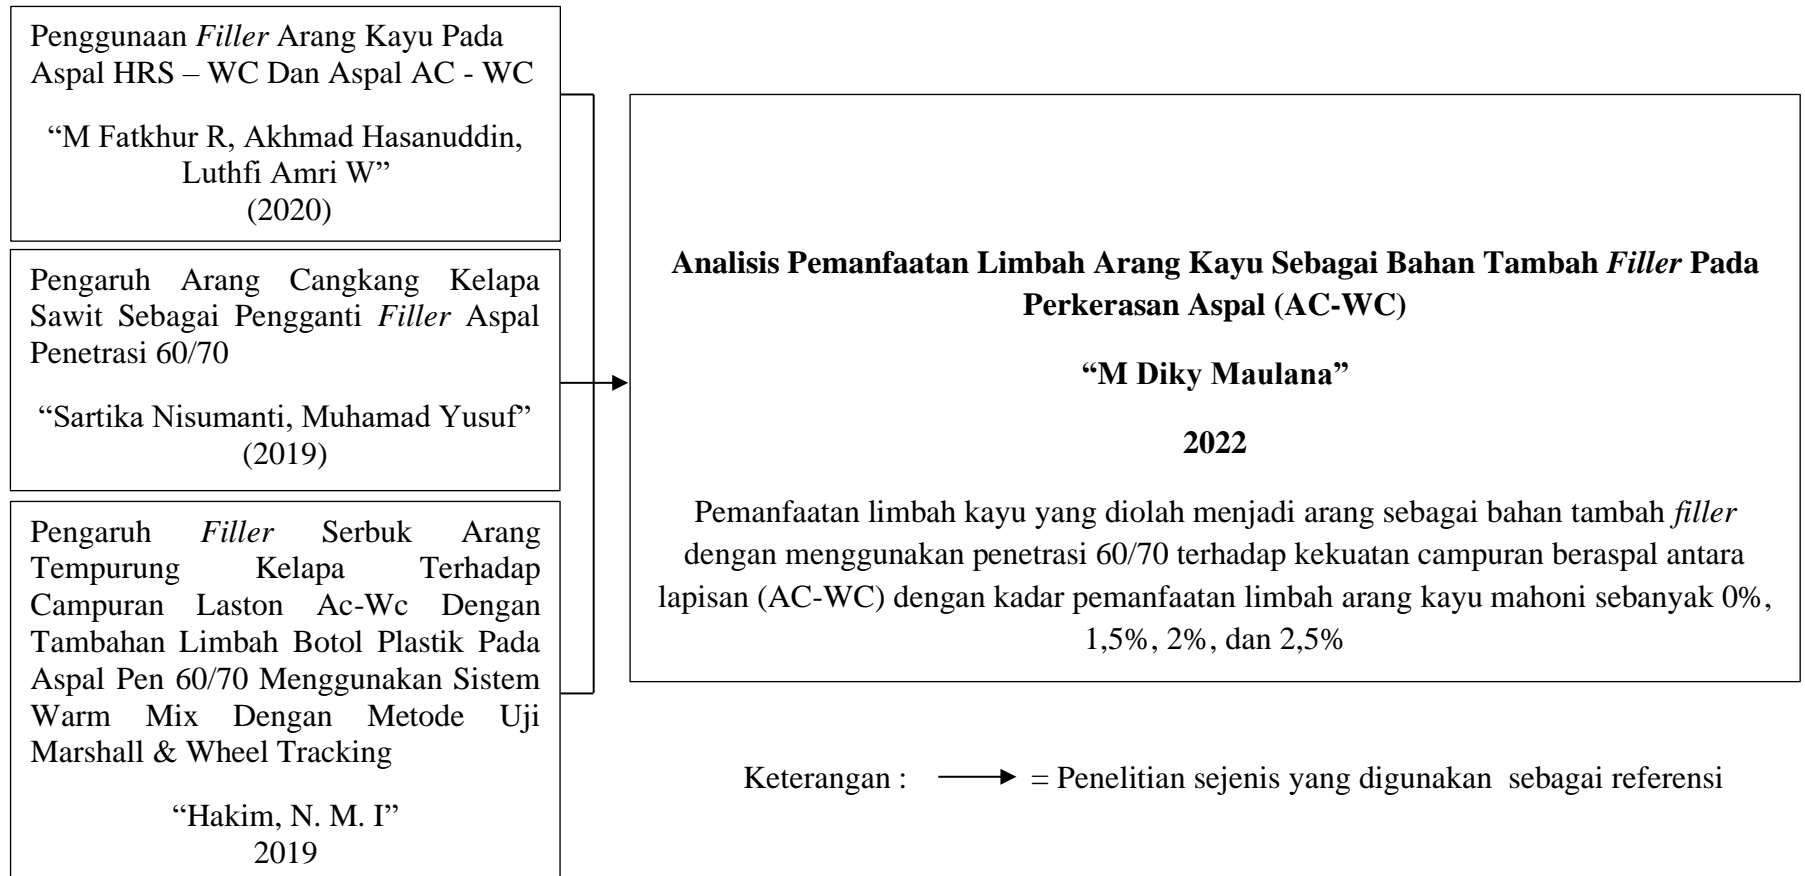 Penggunaan Filler Arang Kayu Pada
Aspal HRS – WC Dan Aspal AC - WC
“M Fatkhur R, Akhmad Hasanuddin,
Luthfi Amri W”
(2020)
Pengaruh Arang Cangkang Kelapa
Sawit Sebagai Pengganti Filler Aspal
Penetrasi 60/70
“Sartika Nisumanti, Muhamad Yusuf”
(2019)
Pengaruh Filler Serbuk Arang
Tempurung Kelapa Terhadap
Campuran Laston Ac-Wc Dengan
Tambahan Limbah Botol Plastik Pada
Aspal Pen 60/70 Menggunakan Sistem
Warm Mix Dengan Metode Uji
Marshall & Wheel Tracking
“Hakim, N. M. I”
2019
Analisis Pemanfaatan Limbah Arang Kayu Sebagai Bahan Tambah Filler Pada
Perkerasan Aspal (AC-WC)
“M Diky Maulana”
2022
Pemanfaatan limbah kayu yang diolah menjadi arang sebagai bahan tambah filler
dengan menggunakan penetrasi 60/70 terhadap kekuatan campuran beraspal antara
lapisan (AC-WC) dengan kadar pemanfaatan limbah arang kayu mahoni sebanyak 0%,
1,5%, 2%, dan 2,5%
Keterangan : = Penelitian sejenis yang digunakan sebagai referensi